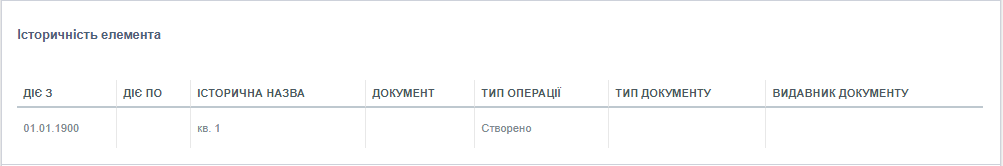 Історичність елемента
ДІЄ З ДІЄ ПО ІСТОРИЧНА НАЗВА ДОКУМЕНТ ТИП ОПЕРАЦІЇ ТИП ДОКУМЕНТУ ВИДАВНИК ДОКУМЕНТУ
01.01.1900 кв. 1 Створено